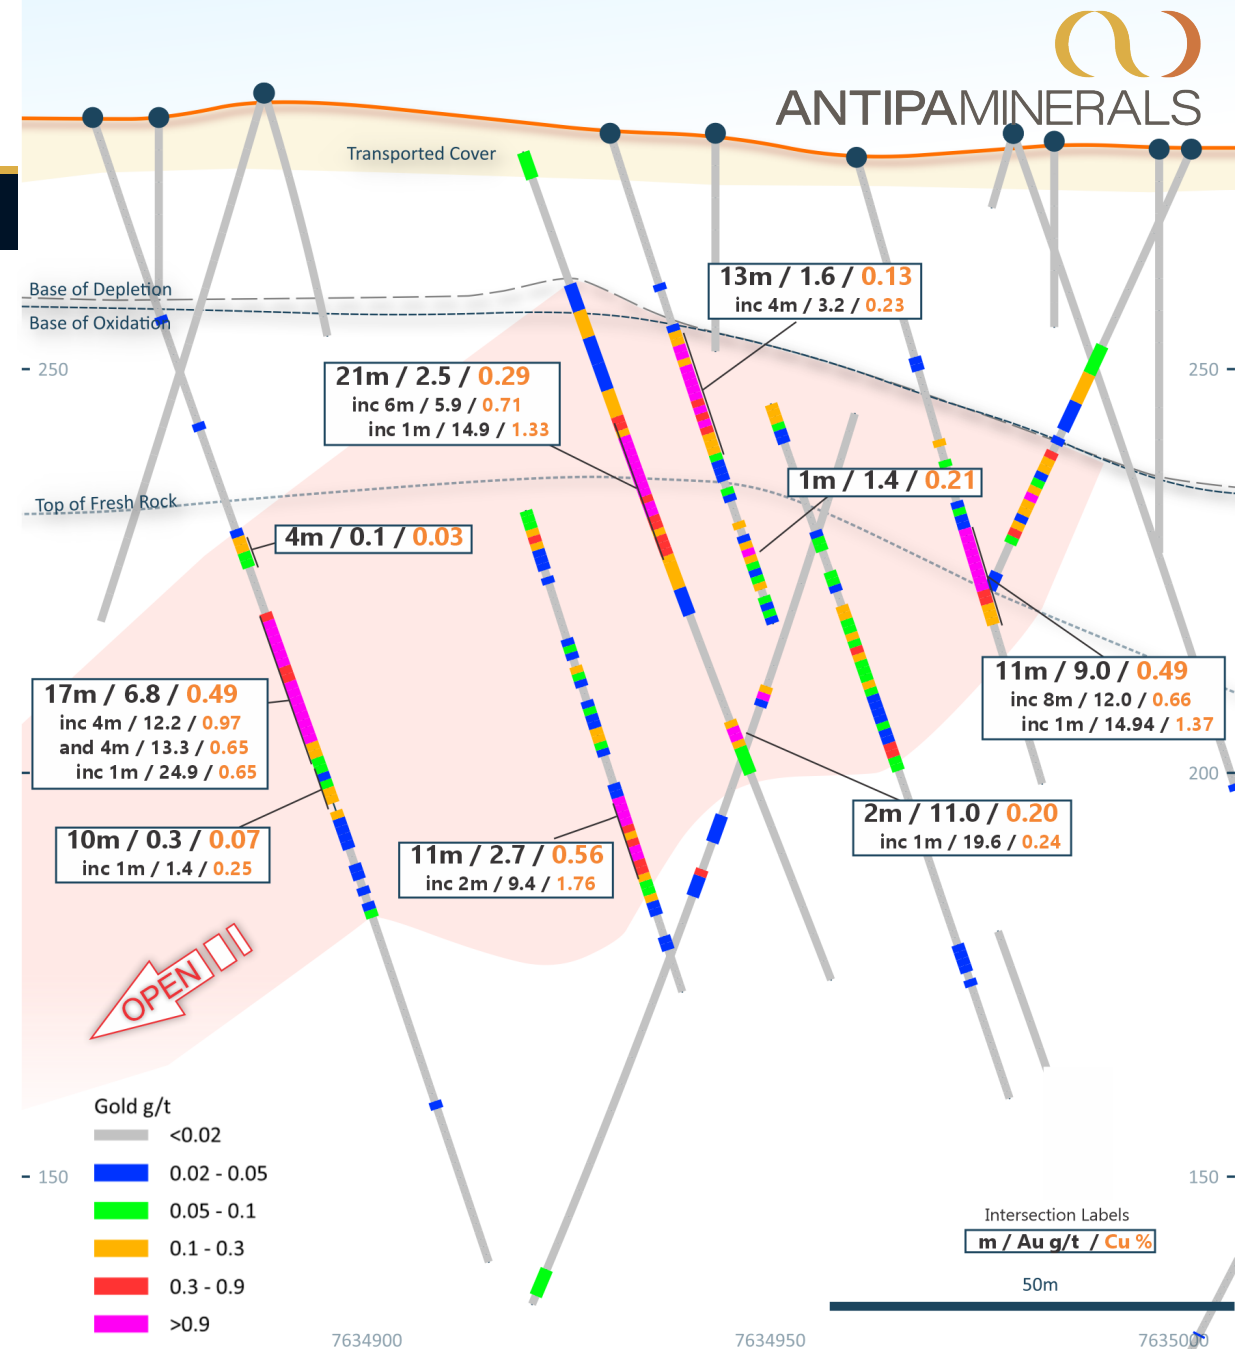 ANTIPAMINERALS
Transported Cover
Base of Depletion
Base of Oxidation
13m / 1.6 / 0.13
inc 4m / 3.2 / 0.23
250
250
21m / 2.5 / 0.29
inc 6m / 5.9 / 0.71
inc 1m / 14.9 / 1.33
1m / 1.4 / 0.21
Top of Fresh Rock
4m / 0.1 / 0.03
11m / 9.0 / 0.49
inc 8m / 12.0 / 0.66
inc 1m / 14.94 / 1.37
17m / 6.8 / 0.49
inc 4m / 12.2 / 0.97
and 4m / 13.3 / 0.65
inc 1m / 24.9 / 0.65
200
2m / 11.0 / 0.20
inc 1m / 19.6 / 0.24
10m / 0.3 / 0.07
inc 1m / 1.4 / 0.25
11m / 2.7 / 0.56
inc 2m / 9.4 / 1.76
OPEN
Gold g/t
<0.02
0.02 - 0.05
0.05 - 0.1
0.1 - 0.3
0.3 - 0.9
>0.9
150
150
Intersection Labels
m / Au g/t / Cu %
50m
7634900
7634950
7635000